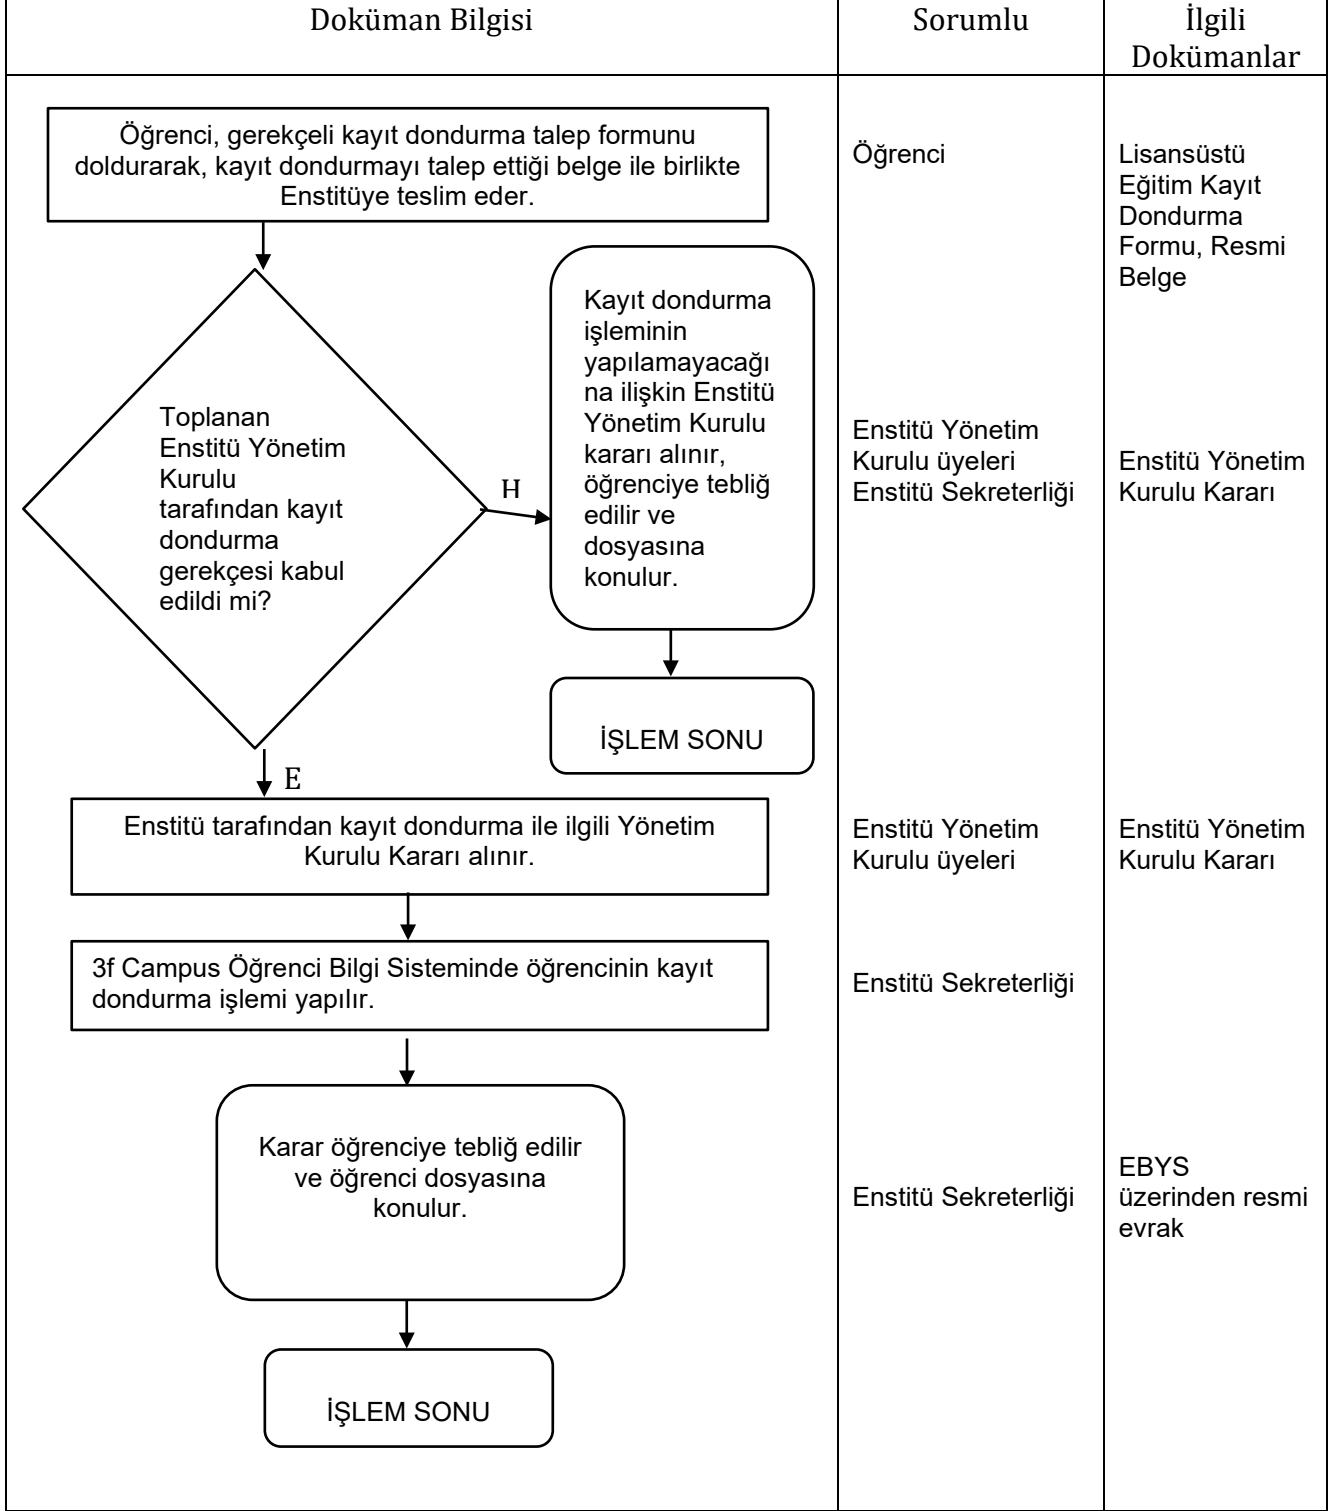 Doküman Bilgisi
Sorumlu
İlgili
Dokümanlar
Öğrenci, gerekçeli kayıt dondurma talep formunu
doldurarak, kayıt dondurmayı talep ettiği belge ile birlikte
Enstitüye teslim eder.
Öğrenci
Lisansüstü
Eğitim Kayıt
Dondurma
Formu, Resmi
Belge
Toplanan
Enstitü Yönetim
Kurulu
tarafından kayıt
dondurma
gerekçesi kabul
edildi mi?
H
Kayıt dondurma
işleminin
yapılamayacağı
na ilişkin Enstitü
Yönetim Kurulu
kararı alınır,
öğrenciye tebliğ
edilir ve
dosyasına
konulur.
Enstitü Yönetim
Kurulu üyeleri
Enstitü Sekreterliği
Enstitü Yönetim
Kurulu Kararı
İŞLEM SONU
E
Enstitü tarafından kayıt dondurma ile ilgili Yönetim
Kurulu Kararı alınır.
Enstitü Yönetim
Kurulu üyeleri
Enstitü Yönetim
Kurulu Kararı
3f Campus Öğrenci Bilgi Sisteminde öğrencinin kayıt
dondurma işlemi yapılır.
Enstitü Sekreterliği
Karar öğrenciye tebliğ edilir
ve öğrenci dosyasına
konulur.
Enstitü Sekreterliği
EBYS
üzerinden resmi
evrak
İŞLEM SONU